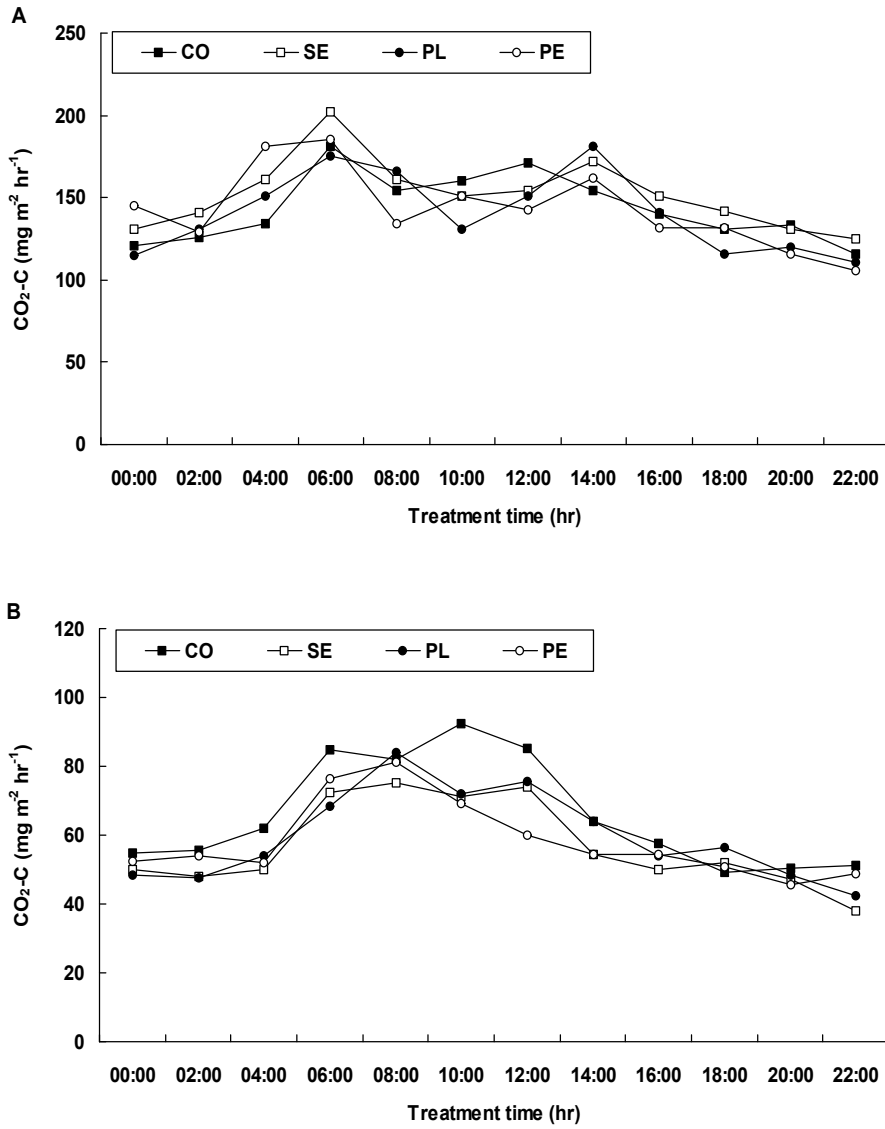 A
250
CO SE PL PE
200
150
100
50
0
CO₂-C (mg m⁻² hr⁻¹)
00:00 02:00 04:00 06:00 08:00 10:00 12:00 14:00 16:00 18:00 20:00 22:00
Treatment time (hr)
B
120
CO SE PL PE
100
80
60
40
20
0
CO₂-C (mg m⁻² hr⁻¹)
00:00 02:00 04:00 06:00 08:00 10:00 12:00 14:00 16:00 18:00 20:00 22:00
Treatment time (hr)